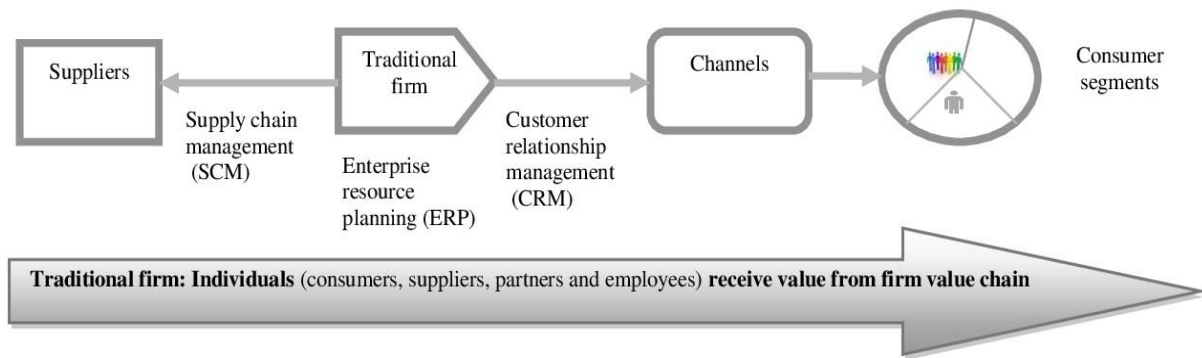 Suppliers
Supply chain
management
(SCM)
Traditional
firm
Enterprise
resource
planning (ERP)
Customer
relationship
management
(CRM)
Channels
Consumer
segments
Traditional firm: Individuals (consumers, suppliers, partners and employees) receive value from firm value chain